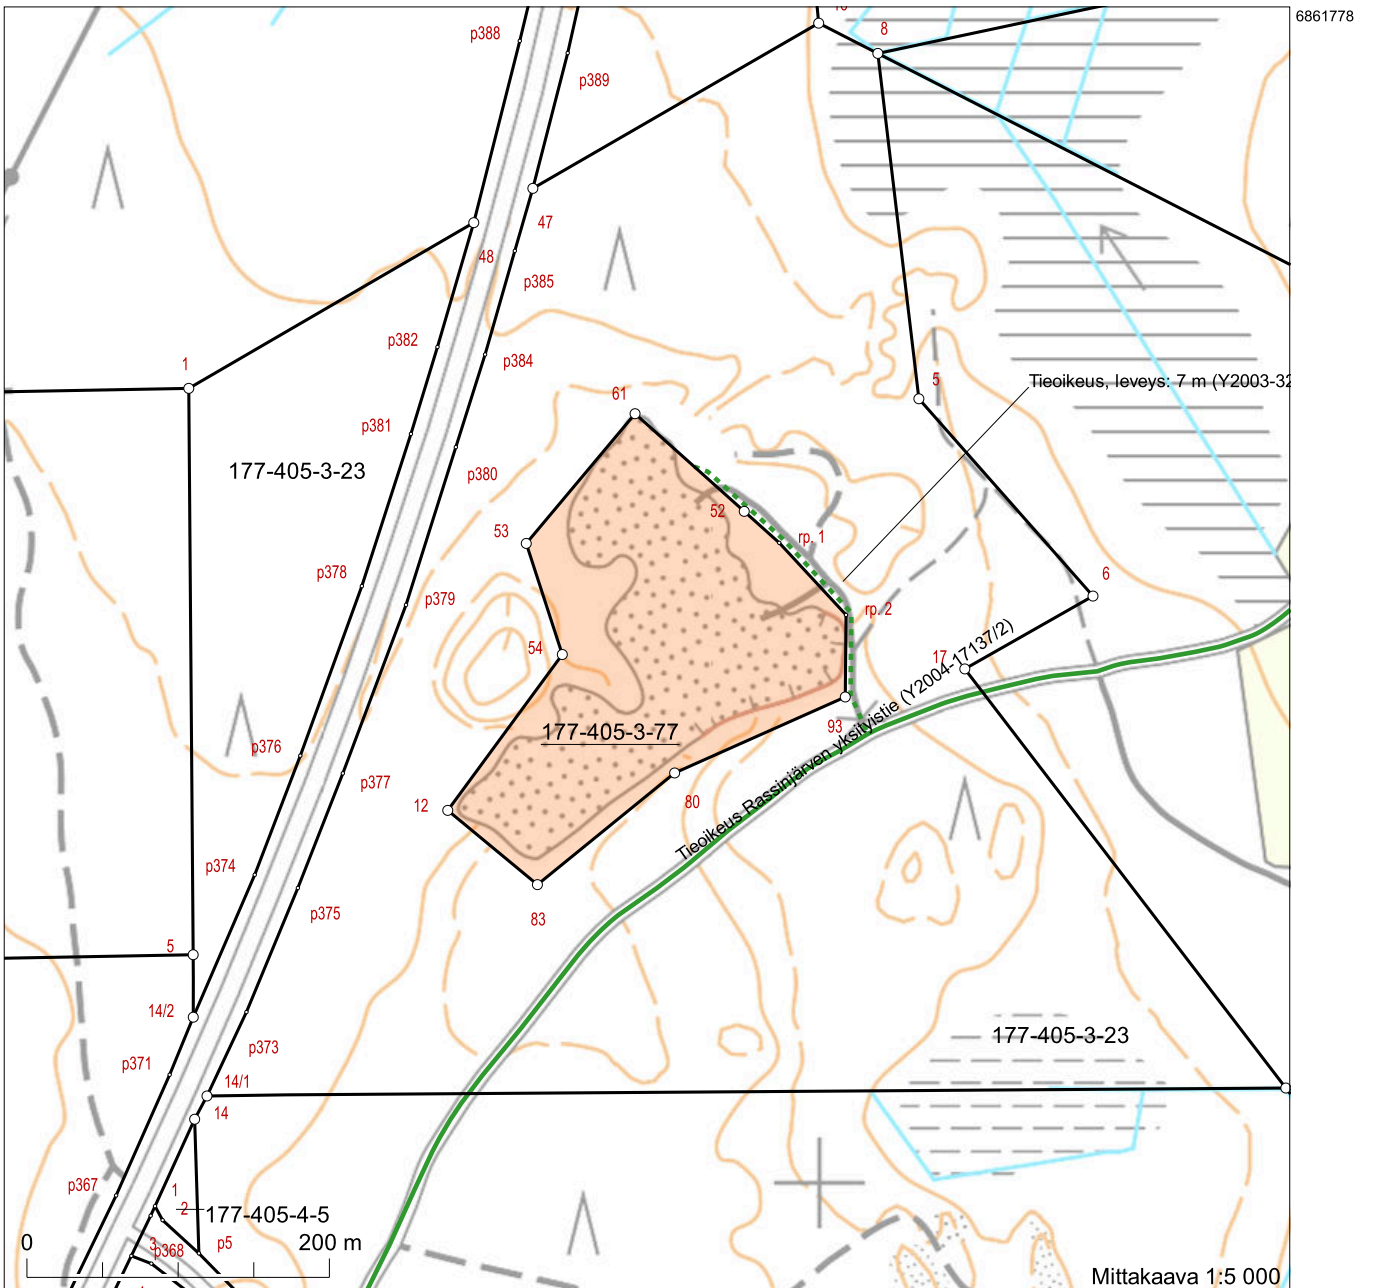 6861778
8
p388
p389
47
48
p385
p382
p384
1
5
Tieoikeus, leveys: 7 m (Y2003-32
61
p381
177-405-3-23
p380
52
53
rp. 1
p378
6
p379
rp. 2
54
17
93
177-405-3-77
p376
p377
Tieoikeus Rassinjärven yksityistie (Y2004-17137/2)
12
80
p374
p375
83
5
14/2
177-405-3-23
p373
p371
14/1
14
p367
1
2
177-405-4-5
0
3
p368
p5
200 m
Mittakaava 1:5 000